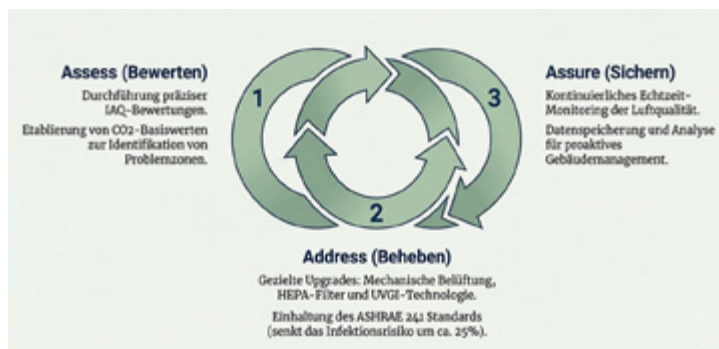 Assess (Bewerten)
Durchführung präziser
IAQ-Bewertungen.
Etablierung von CO2-Basiswerten
zur Identifikation von
Problemzonen.
1
2
3
Assure (Sichern)
Kontinuierliches Echtzeit-
Monitoring der Luftqualität.
Datenspeicherung und Analyse
für proaktives
Gebäudemanagement.
Address (Beheben)
Gezielte Upgrades: Mechanische Belüftung,
HEPA-Filter und UVGI-Technologie.
Einhaltung des ASHRAE 241 Standards
(senkt das Infektionsrisiko um ca. 25%).